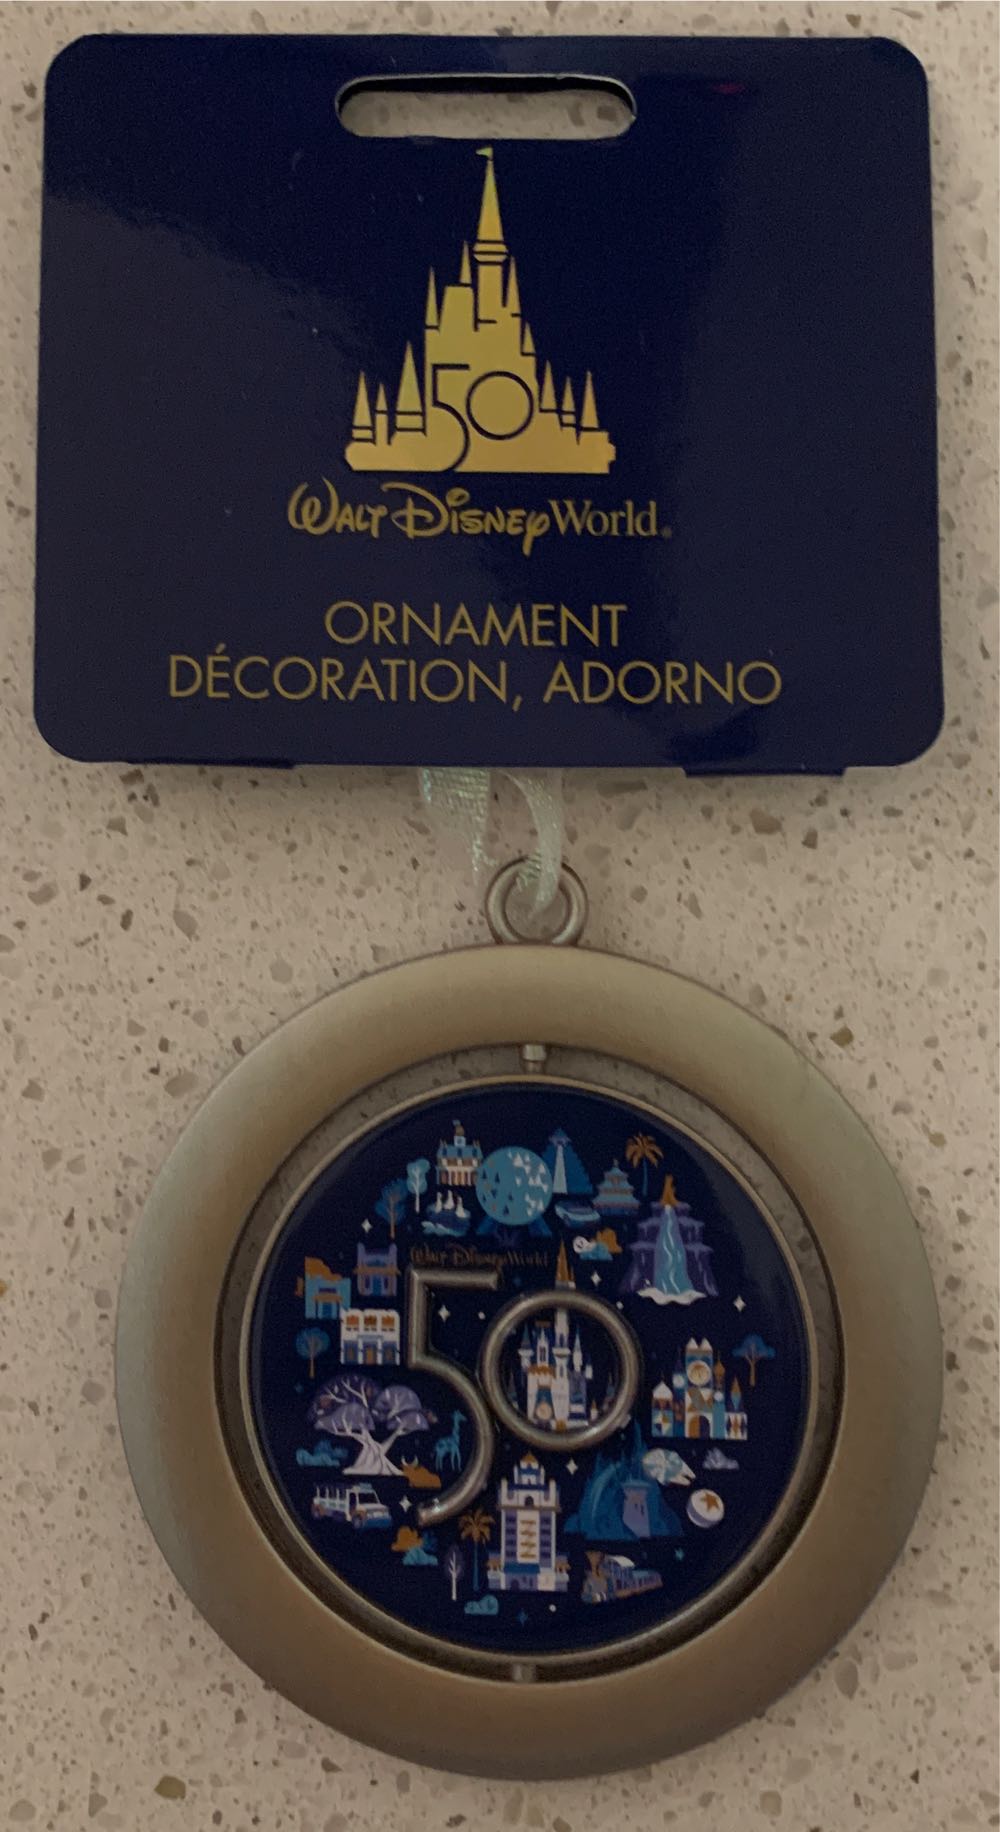 50
WALT DISNEY World®
ORNAMENT
DÉCORATION, ADORNO
WALT DISNEY World
50